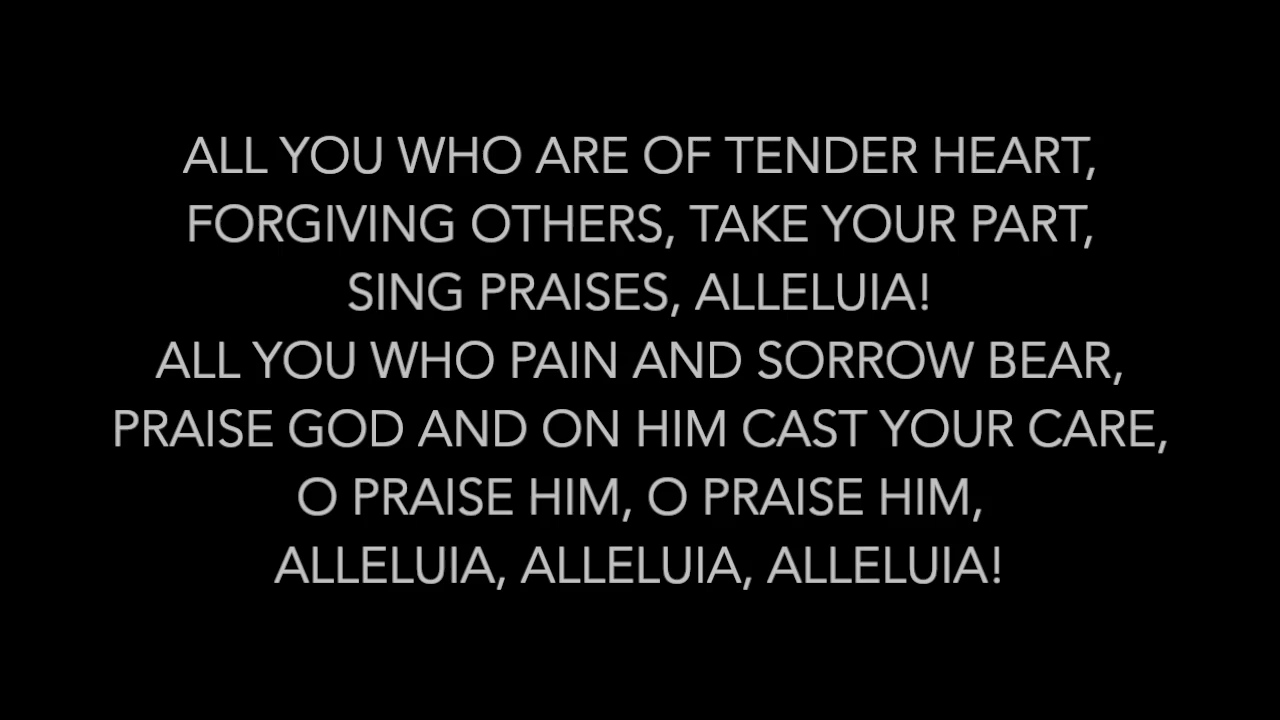 ALL YOU WHO ARE OF TENDER HEART,
FORGIVING OTHERS, TAKE YOUR PART,
SING PRAISES, ALLELUIA!
ALL YOU WHO PAIN AND SORROW BEAR,
PRAISE GOD AND ON HIM CAST YOUR CARE,
O PRAISE HIM, O PRAISE HIM,
ALLELUIA, ALLELUIA, ALLELUIA!